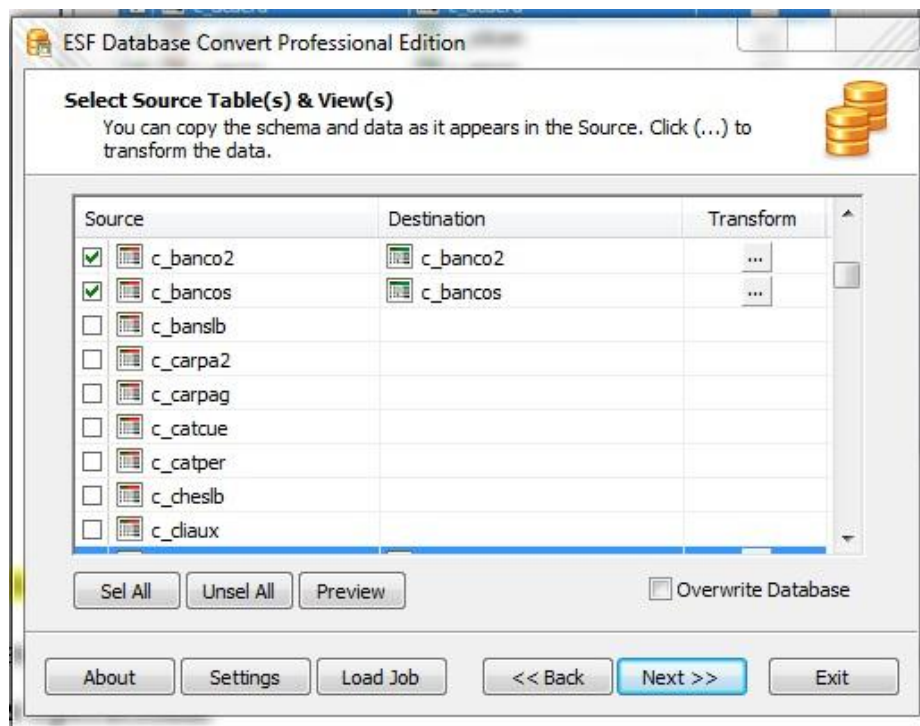 ESF Database Convert Professional Edition
Select Source Table(s) & View(s)
You can copy the schema and data as it appears in the Source. Click (...) to
transform the data.
Source Destination Transform
c_banco2 c_banco2 ...
c_bancos c_bancos ...
c_banslb
c_carpa2
c_carpag
c_catcue
c_catper
c_cheslb
c_cliaux
Sel All Unsel All Preview Overwrite Database
About Settings Load Job << Back Next >> Exit